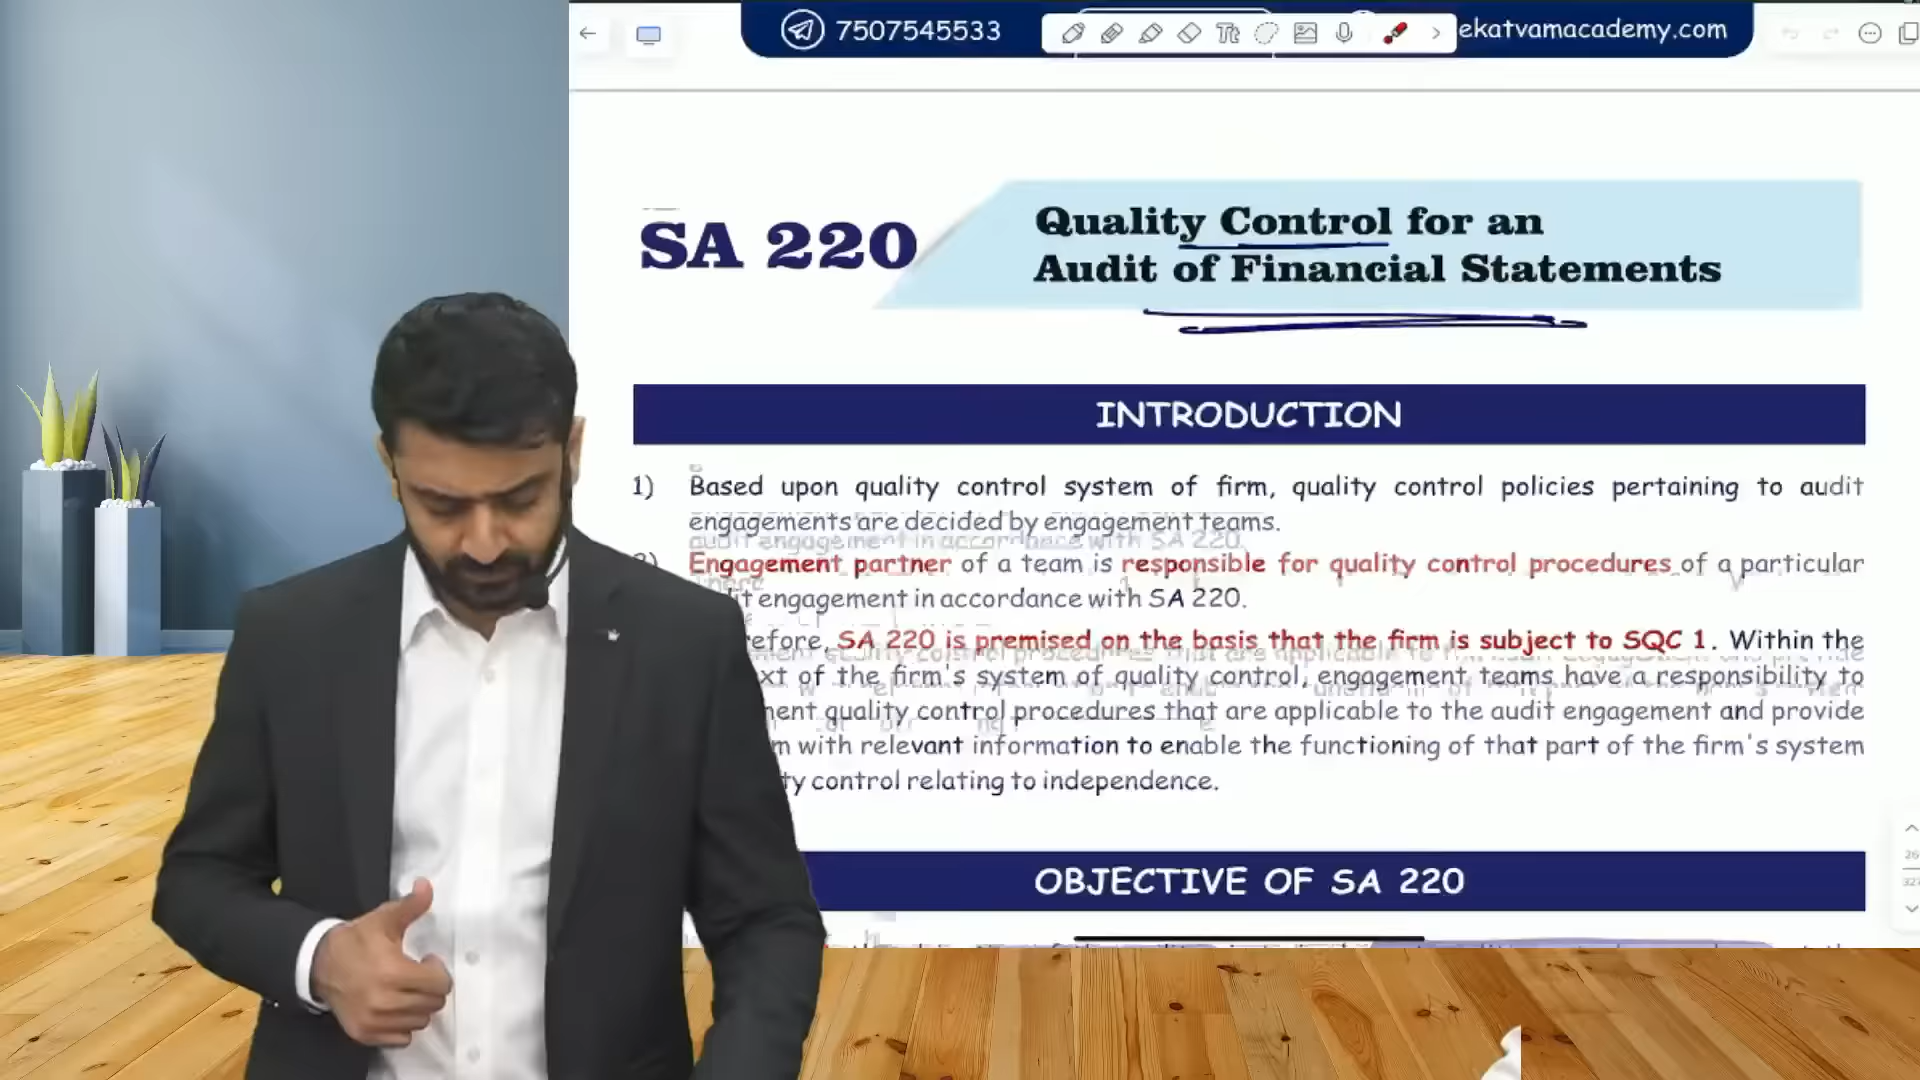 7507545533
ekatvamacademy.com
SA 220
Quality Control for an
Audit of Financial Statements
INTRODUCTION
1) Based upon quality control system of firm, quality control policies pertaining to audit
engagements are decided by engagement teams.
Engagement partner of a team is responsible for quality control procedures of a particular
t engagement in accordance with SA 220.
efore, SA 220 is premised on the basis that the firm is subject to SQC 1. Within the
xt of the firm's system of quality control, engagement teams have a responsibility to
ment quality control procedures that are applicable to the audit engagement and provide
m with relevant information to enable the functioning of that part of the firm's system
ty control relating to independence.
OBJECTIVE OF SA 220